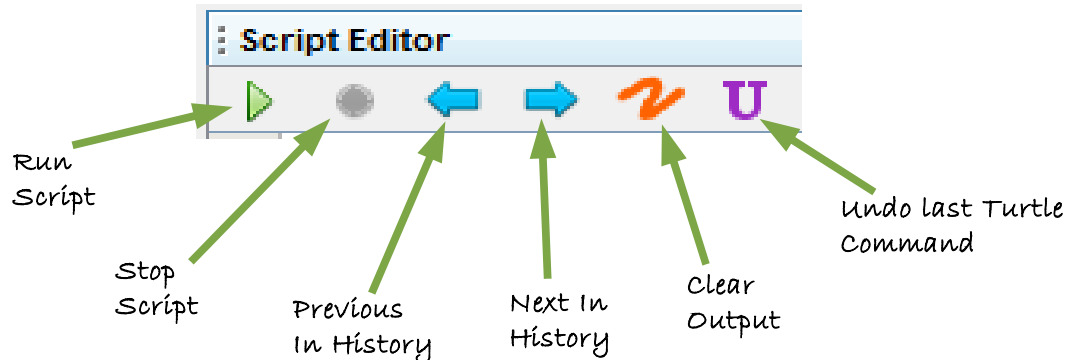 Script Editor
U
Run
Script
Stop
Script
Previous
In History
Next In
History
Clear
Output
Undo last Turtle
Command